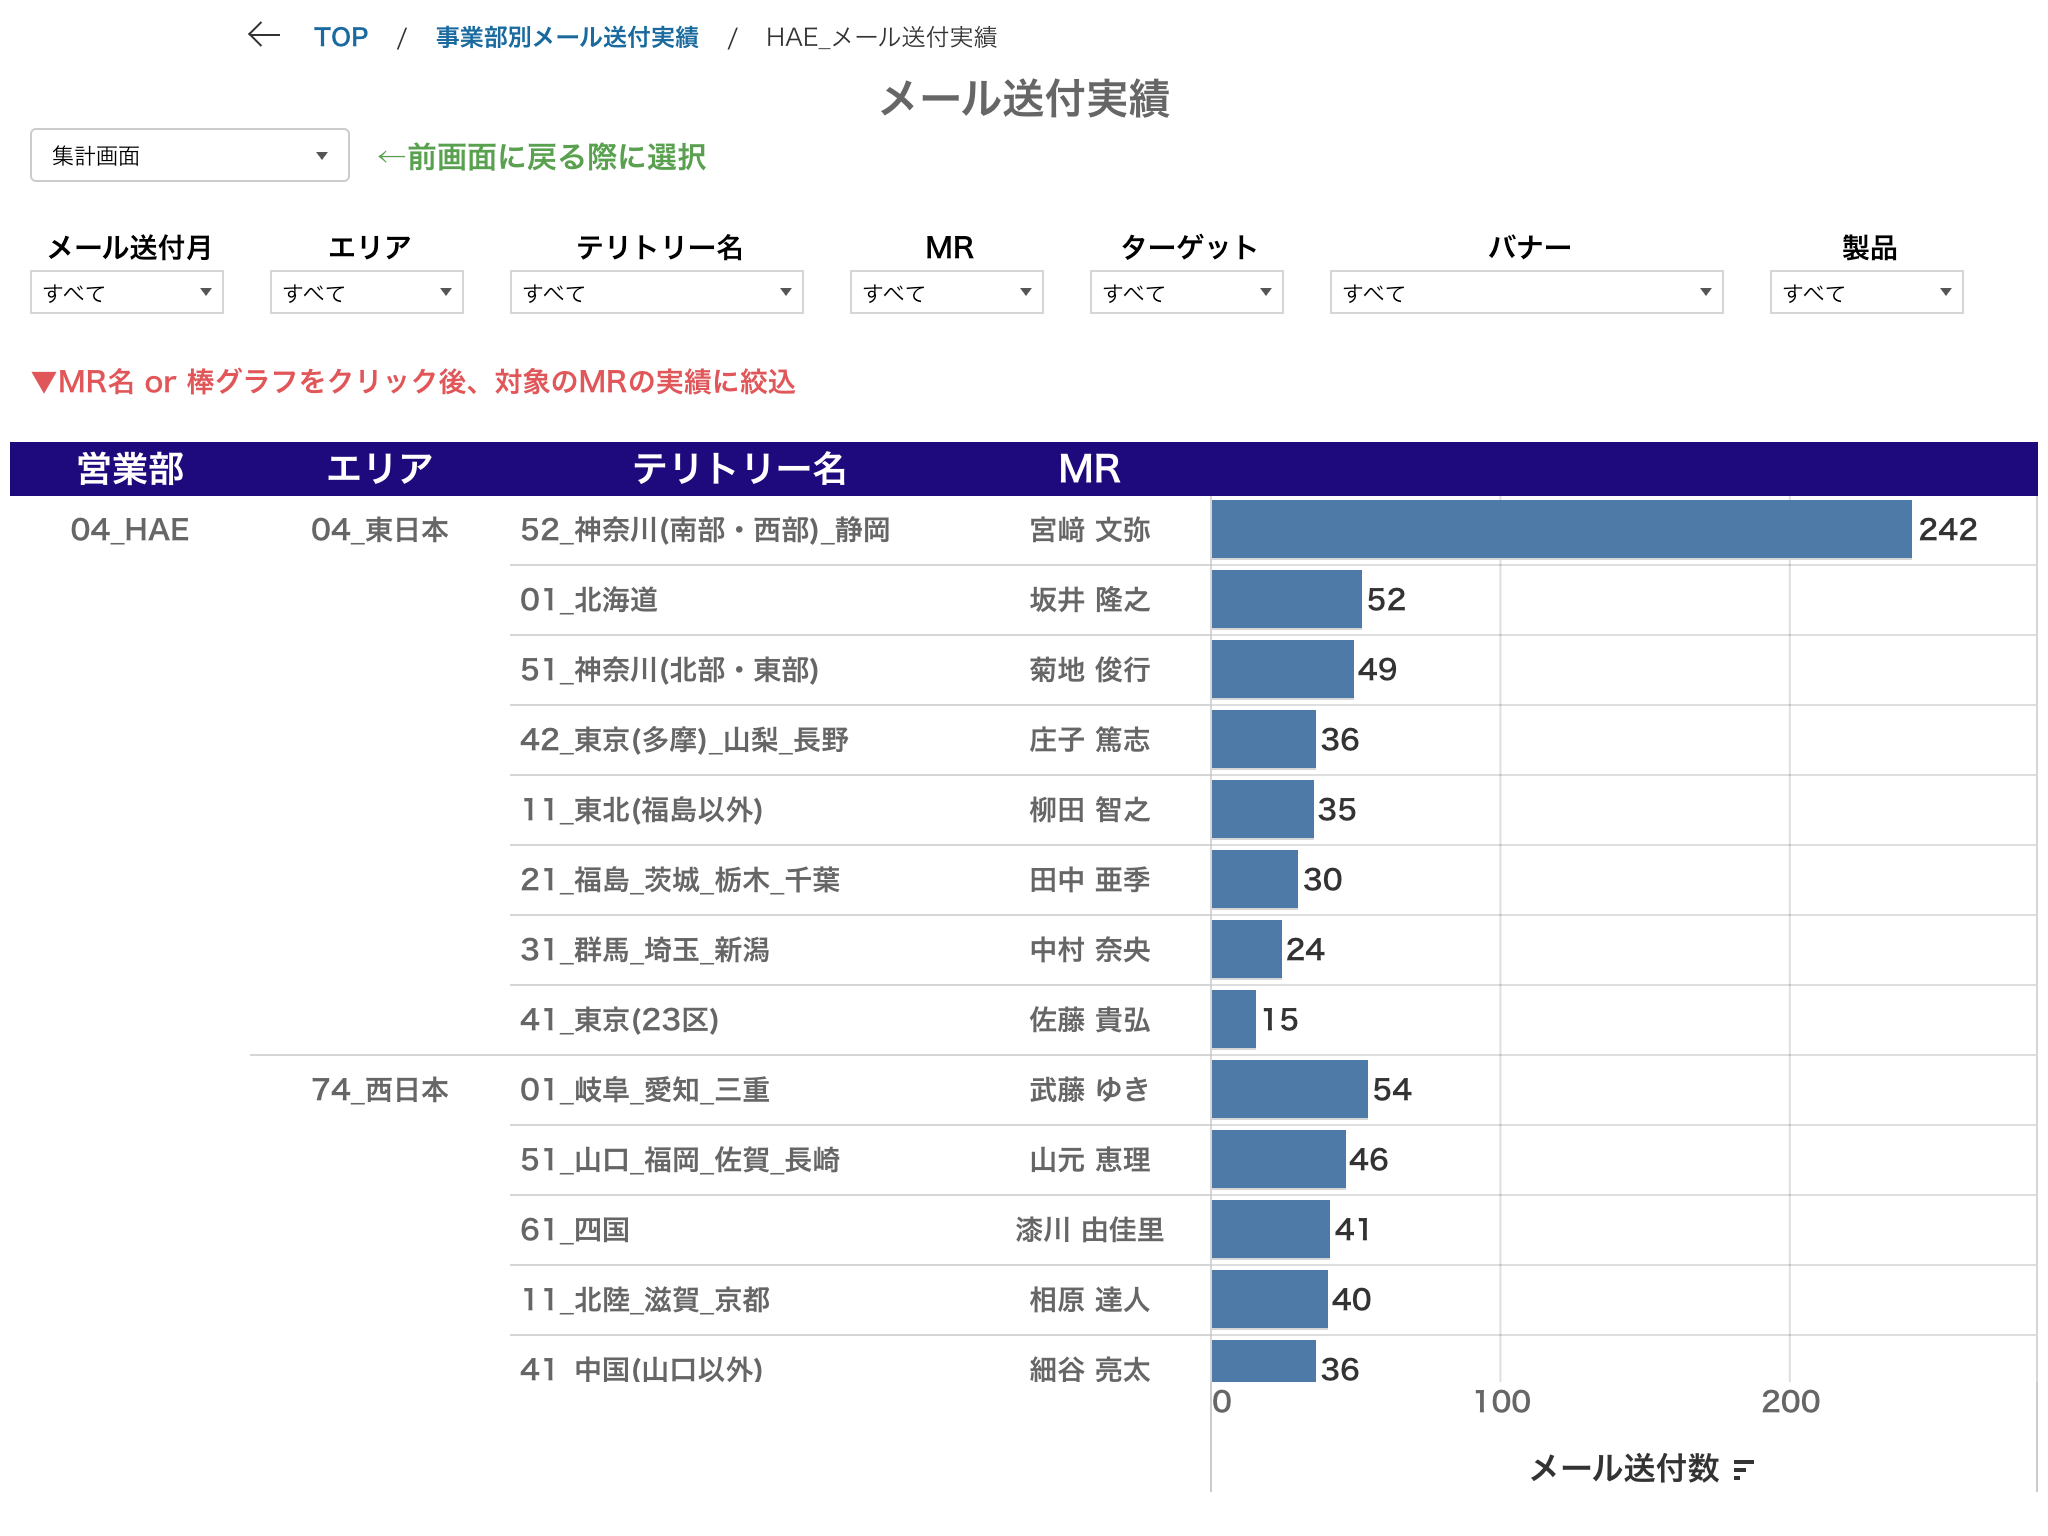 ← TOP / 事業部別メール送付実績 / HAE_メール送付実績
メール送付実績
集計画面 ▼ ←前画面に戻る際に選択
メール送付月 エリア テリトリー名 MR ターゲット バナー 製品
すべて すべて すべて すべて すべて すべて すべて
▼MR名 or 棒グラフをクリック後、対象のMRの実績に絞込
営業部 エリア テリトリー名 MR
04_HAE 04_東日本 52_神奈川(南部・西部)_静岡 宮﨑 文弥 242
01_北海道 坂井 隆之 52
51_神奈川(北部・東部) 菊地 俊行 49
42_東京(多摩)_山梨_長野 庄子 篤志 36
11_東北(福島以外) 柳田 智之 35
21_福島_茨城_栃木_千葉 田中 亜季 30
31_群馬_埼玉_新潟 中村 奈央 24
41_東京(23区) 佐藤 貴弘 15
74_西日本 01_岐阜_愛知_三重 武藤 ゆき 54
51_山口_福岡_佐賀_長崎 山元 恵理 46
61_四国 漆川 由佳里 41
11_北陸_滋賀_京都 相原 達人 40
41 中国(山口以外) 細谷 亮太 36
0 100 200
メール送付数